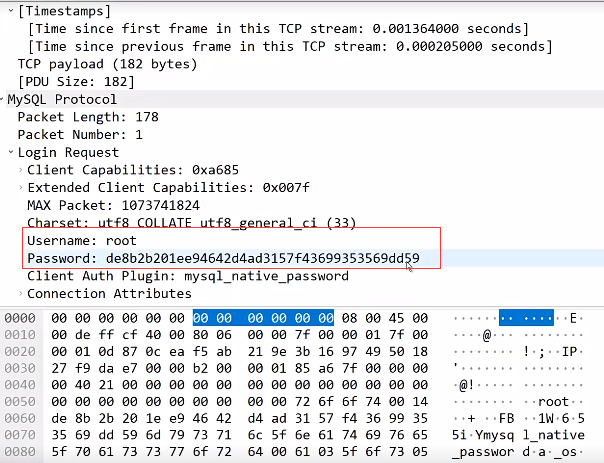 [Timestamps]
[Time since first frame in this TCP stream: 0.001364000 seconds]
[Time since previous frame in this TCP stream: 0.000205000 seconds]
TCP payload (182 bytes)
[PDU Size: 182]
MySQL Protocol
Packet Length: 178
Packet Number: 1
Login Request
Client Capabilities: 0xa685
Extended Client Capabilities: 0x007f
MAX Packet: 1073741824
Charset: utf8 COLLATE utf8_general_ci (33)
Username: root
Password: de8b2b201ee94642d4ad3157f43699353569dd59
Client Auth Plugin: mysql_native_password
Connection Attributes
0000 00 00 00 00 00 00 00 00 00 00 00 00 08 00 45 00 ········ ······E·
0010 00 de ff cf 40 00 80 06 00 00 7f 00 00 01 7f 00 ····@··· ········
0020 00 01 0d 87 0c ea f5 ab 21 9e 3b 16 97 49 50 18 ········ !·;··IP·
0030 27 f9 da e7 00 00 b2 00 00 01 85 a6 7f 00 00 00 '······· ········
0040 00 40 21 00 00 00 00 00 00 00 00 00 00 00 00 00 ·@!····· ········
0050 00 00 00 00 00 00 00 00 00 00 72 6f 6f 74 00 14 ········ ··root··
0060 de 8b 2b 20 1e e9 46 42 d4 ad 31 57 f4 36 99 35 ··+ ··FB ··1W·6·5
0070 35 69 dd 59 6d 79 73 71 6c 5f 6e 61 74 69 76 65 5i·Ymysq l_native
0080 5f 70 61 73 73 77 6f 72 64 00 61 03 5f 6f 73 05 _passwor d·a·_os·